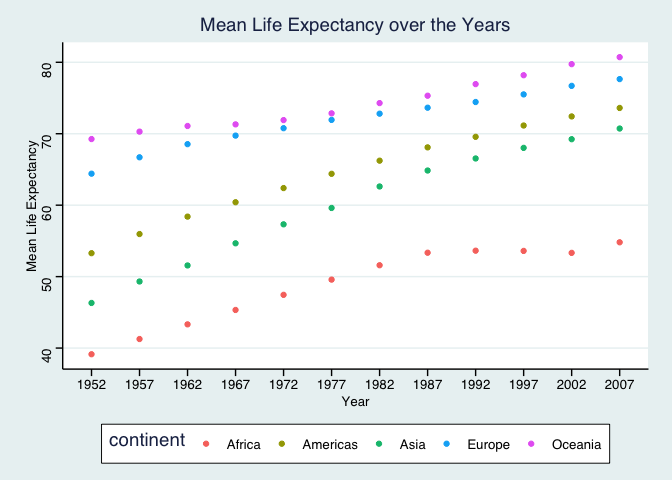 Mean Life Expectancy over the Years
Mean Life Expectancy
80
70
60
50
40
1952 1957 1962 1967 1972 1977 1982 1987 1992 1997 2002 2007
Year
continent Africa Americas Asia Europe Oceania